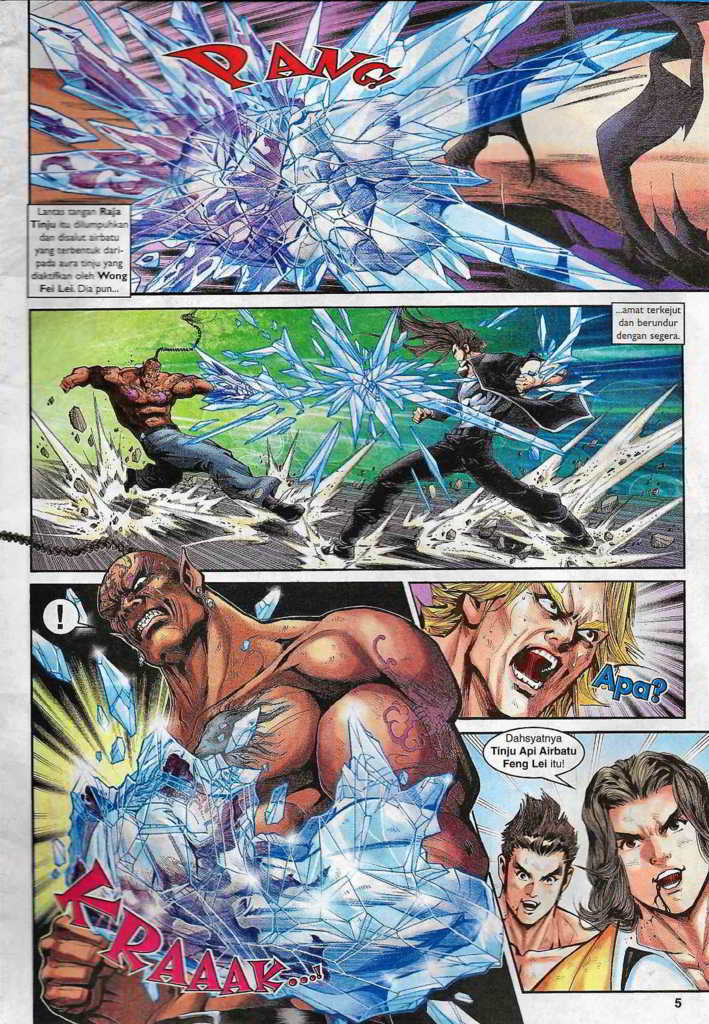 PANG
Lantas tangan Raja
Tinju itu dilumpuhkan
dan disalut airbatu
yang terbentuk dari-
pada aura tinju yang
diaktifkan oleh Wong
Fei Lei. Dia pun...
...amat terkejut
dan berundur
dengan segera.
!
Apa?
Dahsyatnya
Tinju Api Airbatu
Feng Lei itu!
KRAAAK...!
5